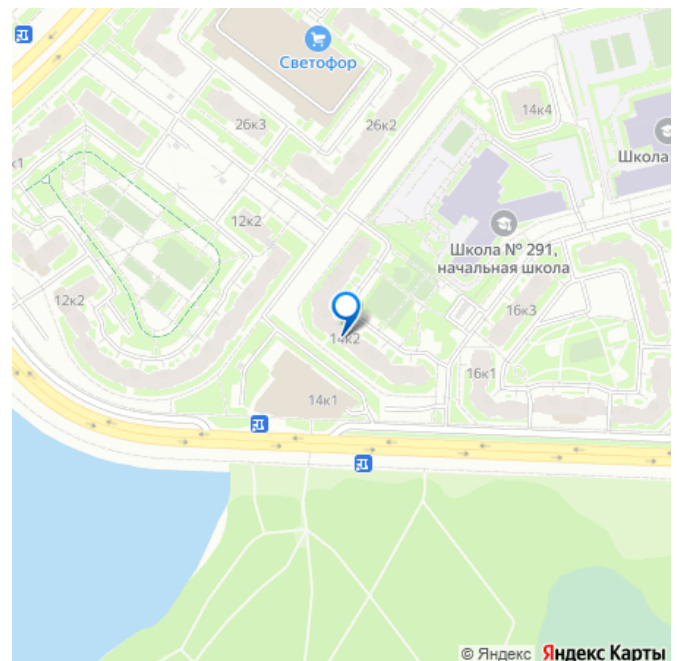 Светофор
26к3
26к2
14к4
Школа
к1
12к2
Школа № 291,
начальная школа
12к2
16к3
14к2
16к1
14к1
© Яндекс Яндекс Карты